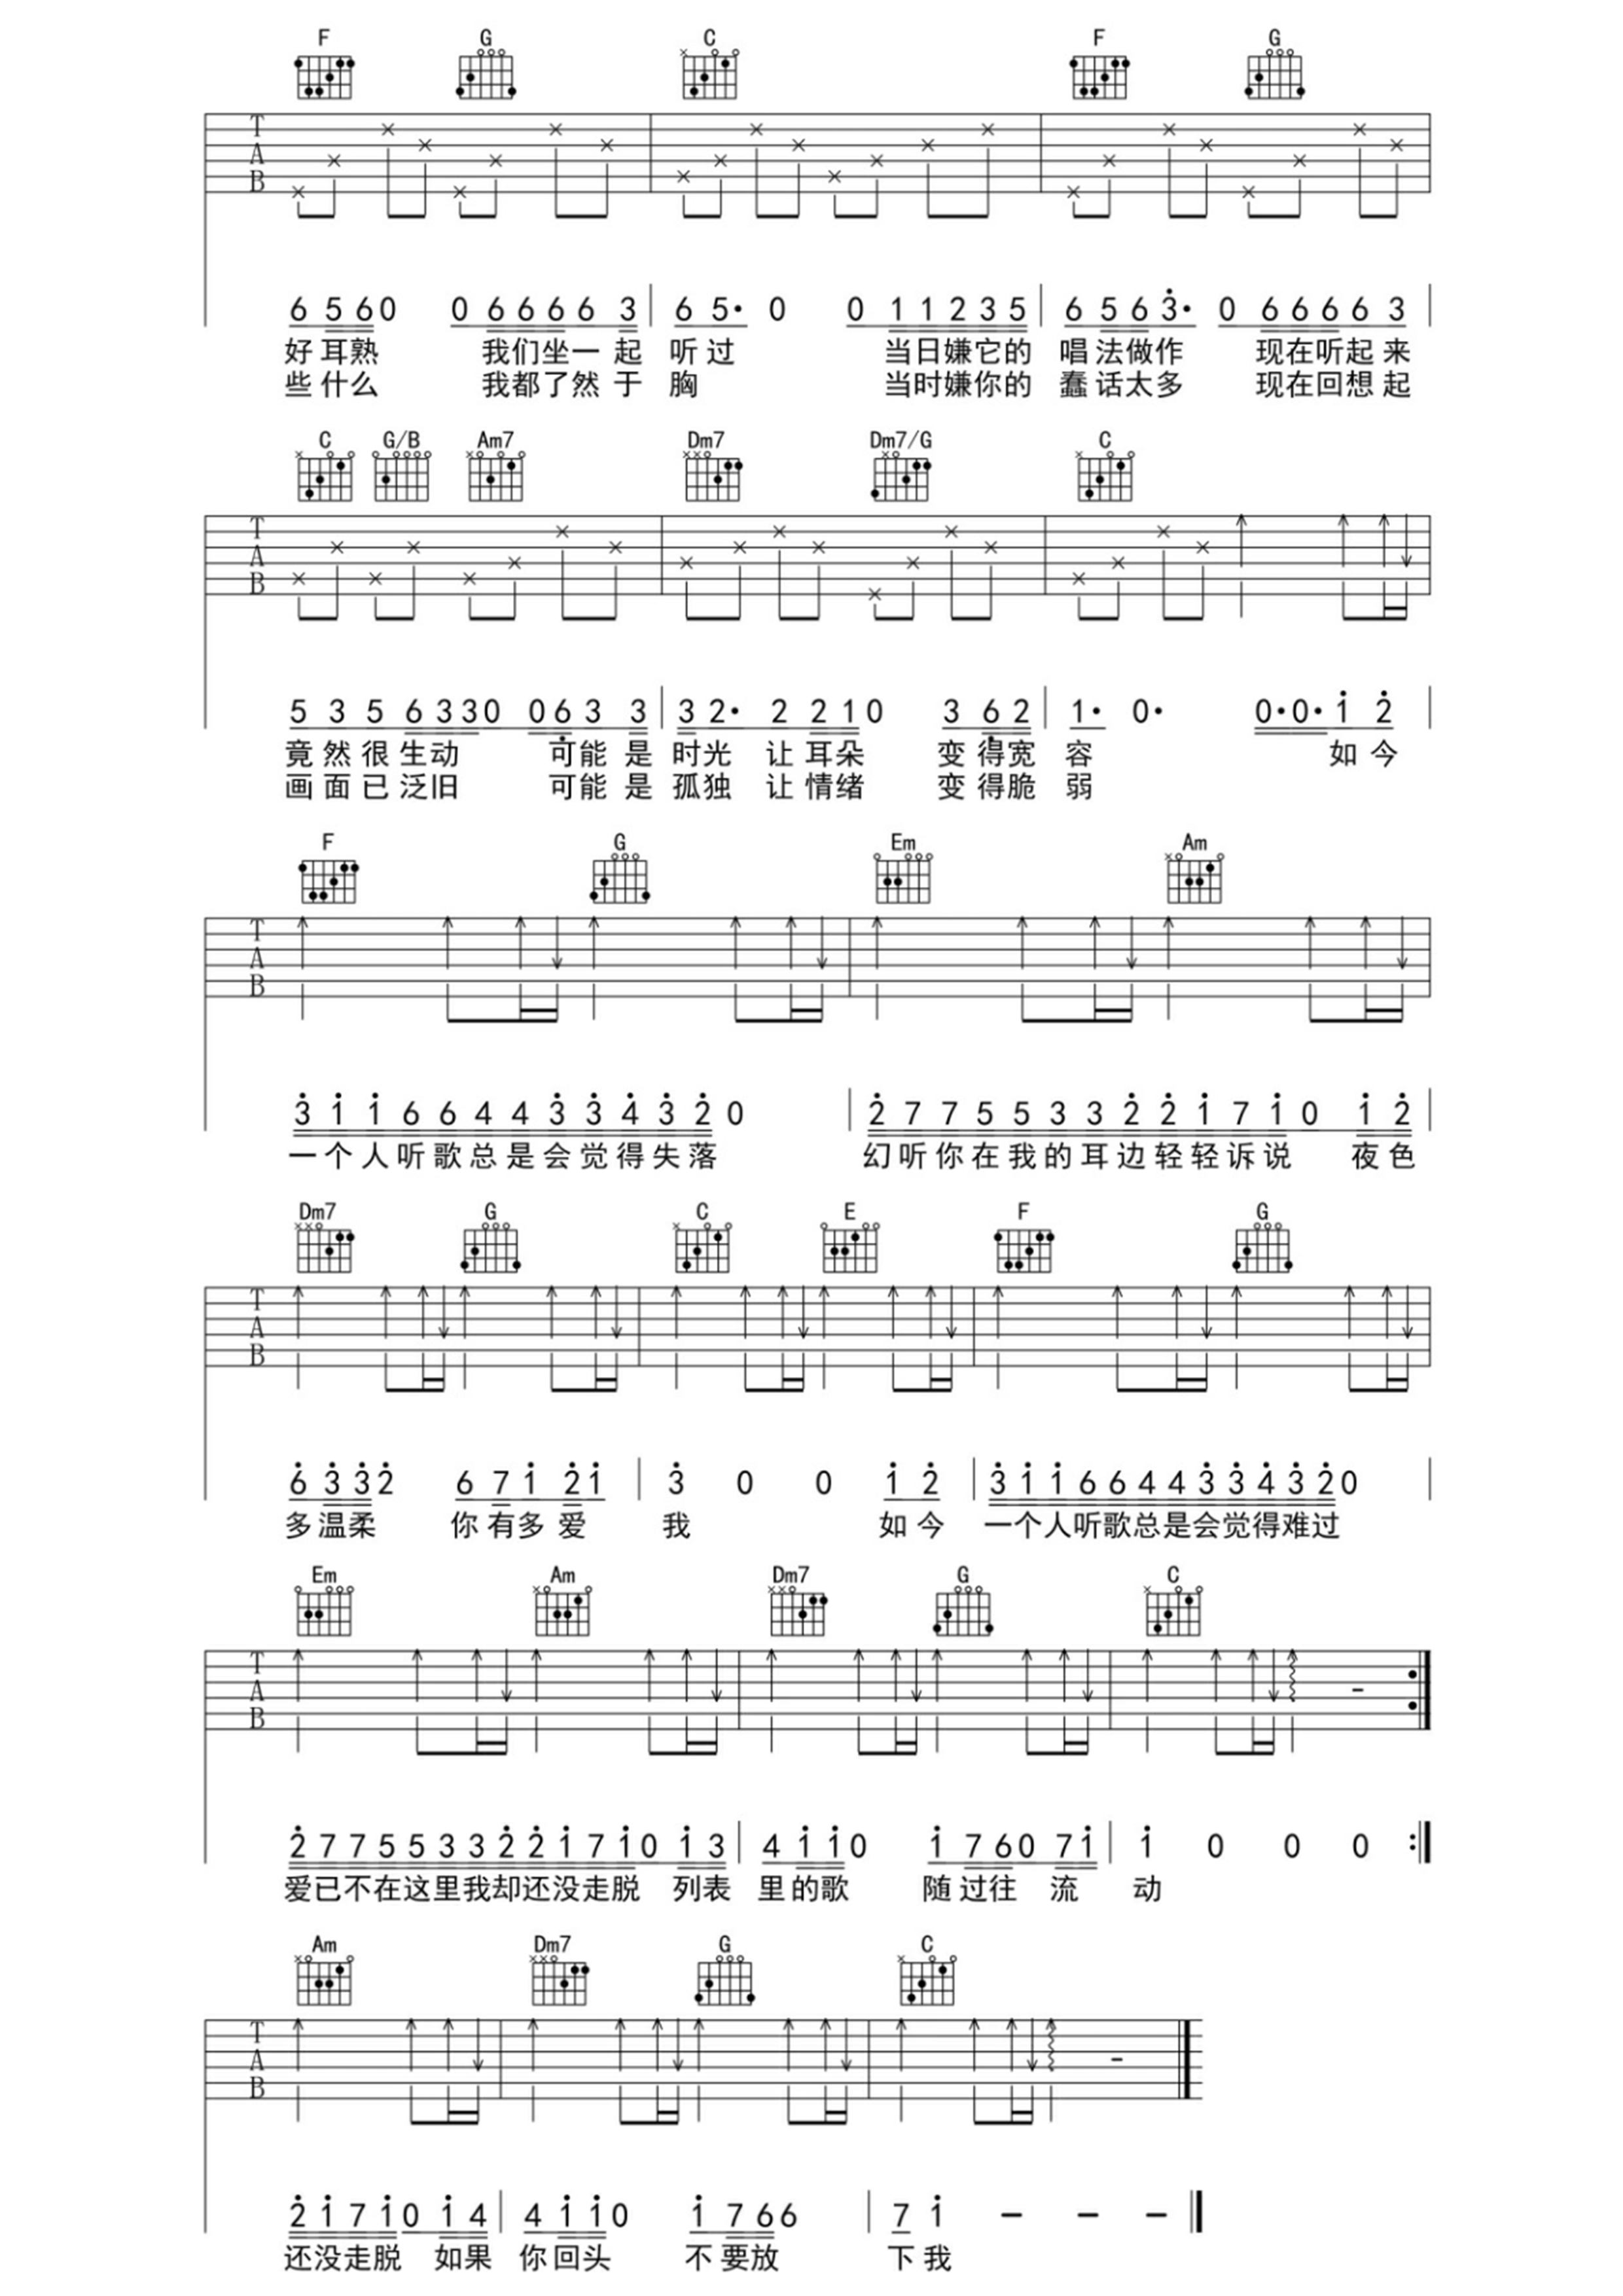 F G C F G
T
A
B
6 5 6 0 0 6 6 6 6 3 | 6 5· 0 0 1 1 2 3 5 | 6 5 6 3̇· 0 6 6 6 6 3 |
好耳熟 我们坐一起 听过 当日嫌它的 唱法做作 现在听起来
些什么 我都了然于 胸 当时嫌你的 蠢话太多 现在回想起
C G/B Am7 Dm7 Dm7/G C
T
A
B
5 3 5 6 3 3 0 0 6̣ 3 3 | 3 2· 2 2 1 0 3 6̣ 2 | 1· 0· 0·0· 1̇ 2̇ |
竟然很生动 可能是 时光 让耳朵 变得宽 容 如今
画面已泛旧 可能是 孤独 让情绪 变得脆 弱
F G Em Am
T
A
B
3̇ 1̇ 1̇ 6 6 4 4 3̇ 3̇ 4̇ 3̇ 2̇ 0 | 2̇ 7 7 5 5 3 3 2̇ 2̇ 1̇ 7 1̇ 0 1̇ 2̇ |
一个人听歌总是会觉得失落 幻听你在我的耳边轻轻诉说 夜色
Dm7 G C E F G
T
A
B
6̇ 3̇ 3̇ 2̇ 6 7 1̇ 2̇ 1̇ | 3̇ 0 0 1̇ 2̇ | 3̇ 1̇ 1̇ 6 6 4 4 3̇ 3̇ 4̇ 3̇ 2̇ 0 |
多温柔 你有多爱 我 如今 一个人听歌总是会觉得难过
Em Am Dm7 G C
T
A
B
2̇ 7 7 5 5 3 3 2̇ 2̇ 1̇ 7 1̇ 0 1̇ 3 | 4 1̇ 1̇ 0 1̇ 7 6 0 7 1̇ | 1̇ 0 0 0 :‖
爱已不在这里我却还没走脱 列表 里的歌 随过往 流 动
Am Dm7 G C
T
A
B
2̇ 1̇ 7 1̇ 0 1̇ 4 | 4 1̇ 1̇ 0 1̇ 7 6 6 | 7 1̇ － － － ‖
还没走脱 如果 你回头 不要放 下我